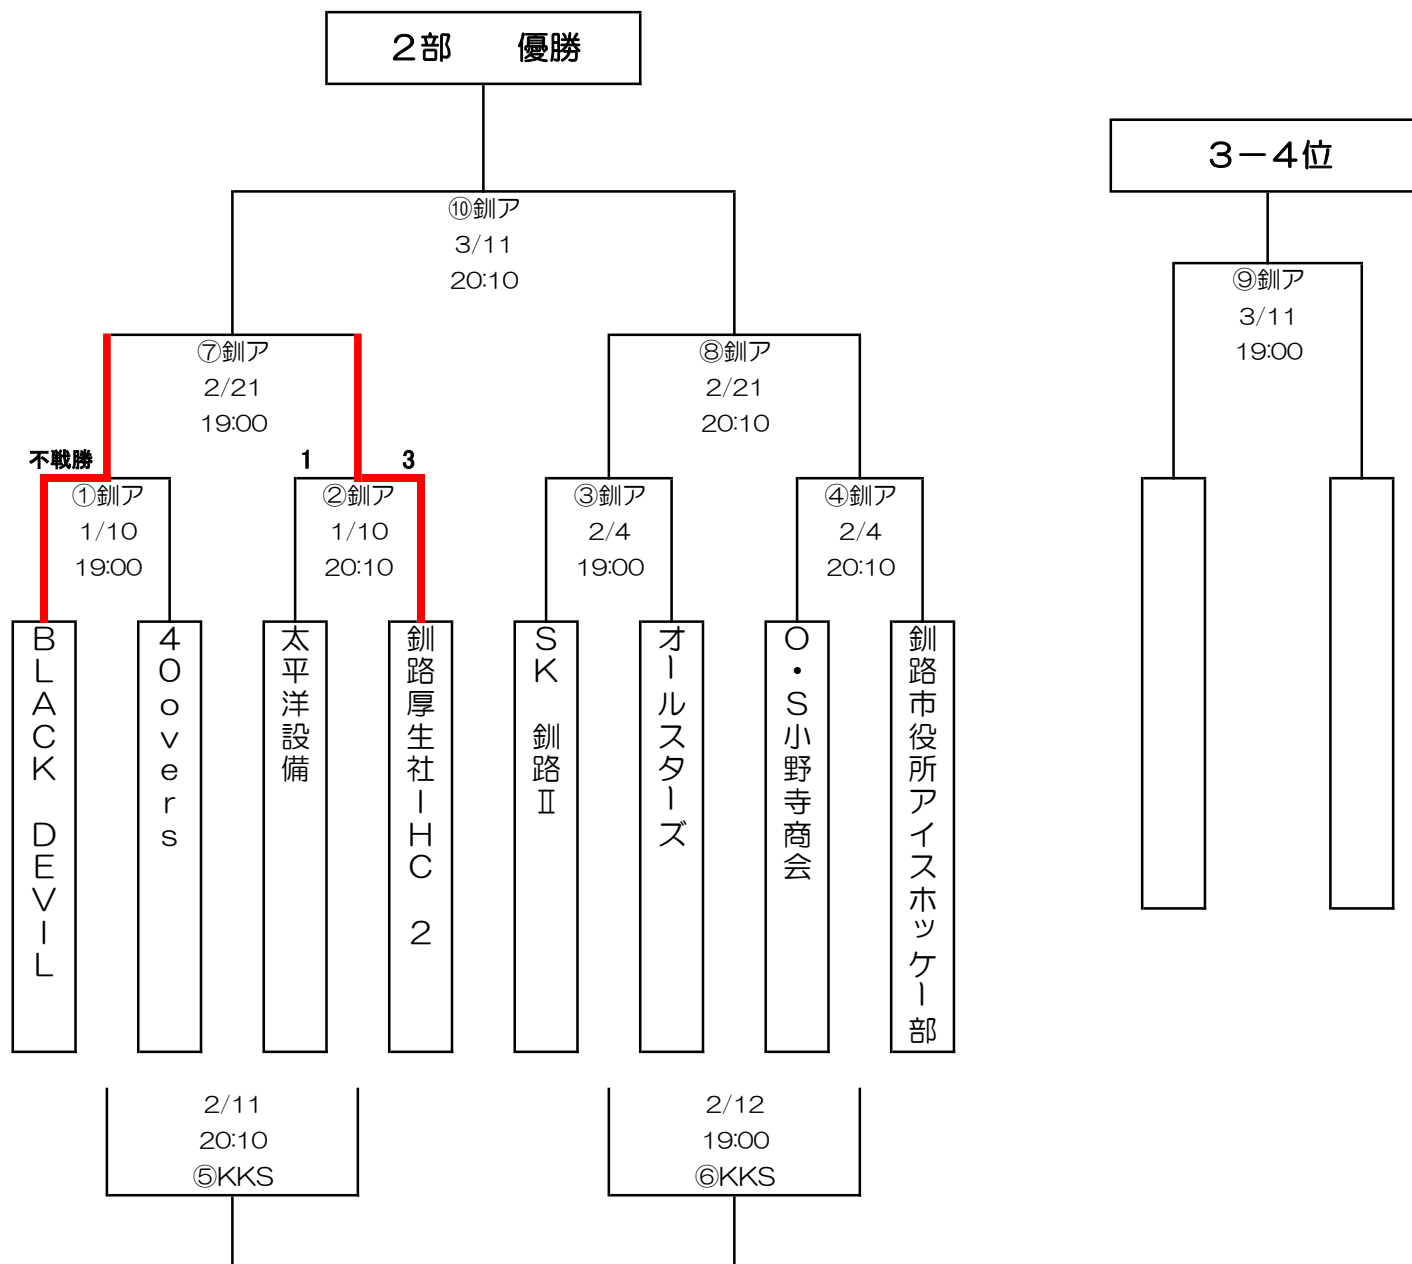 ２部　　優勝
３－４位
⑩釧ア
3/11
20:10
⑨釧ア
3/11
19:00
⑦釧ア
2/21
19:00
⑧釧ア
2/21
20:10
不戦勝
1
3
①釧ア
1/10
19:00
②釧ア
1/10
20:10
③釧ア
2/4
19:00
④釧ア
2/4
20:10
ＢＬＡＣＫ　ＤＥＶＩＬ
４０ｏｖｅｒｓ
太平洋設備
釧路厚生社ＩＨＣ　２
ＳＫ　釧路Ⅱ
オールスターズ
Ｏ・Ｓ小野寺商会
釧路市役所アイスホッケー部
2/11
20:10
⑤KKS
2/12
19:00
⑥KKS